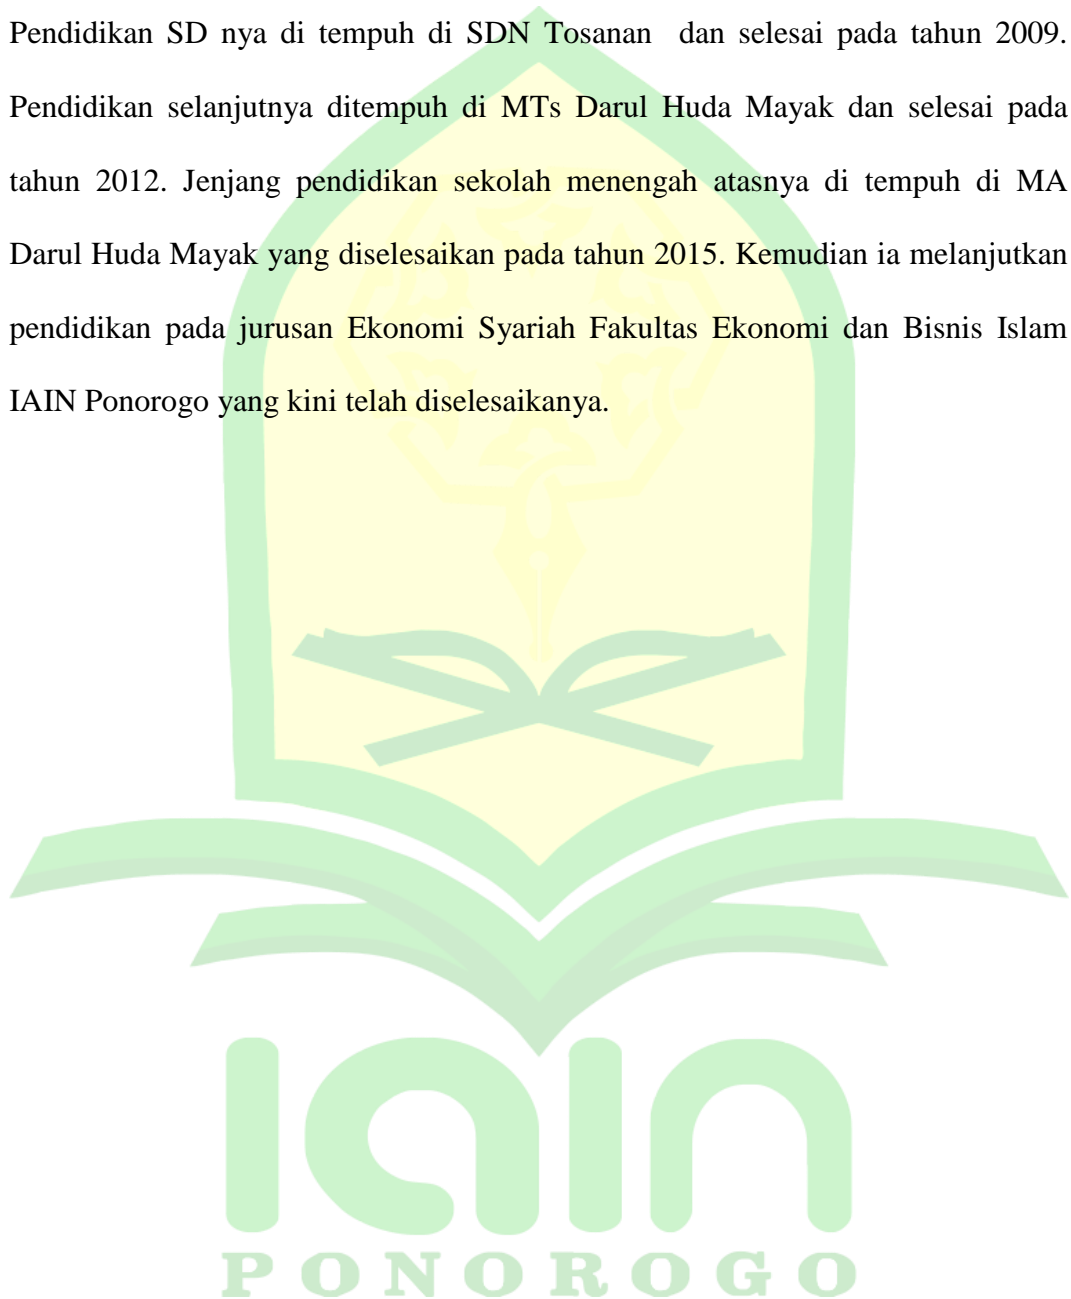 Pendidikan SD nya di tempuh di SDN Tosanan dan selesai pada tahun 2009.
Pendidikan selanjutnya ditempuh di MTs Darul Huda Mayak dan selesai pada
tahun 2012. Jenjang pendidikan sekolah menengah atasnya di tempuh di MA
Darul Huda Mayak yang diselesaikan pada tahun 2015. Kemudian ia melanjutkan
pendidikan pada jurusan Ekonomi Syariah Fakultas Ekonomi dan Bisnis Islam
IAIN Ponorogo yang kini telah diselesaikanya.
IAIN
PONOROGO